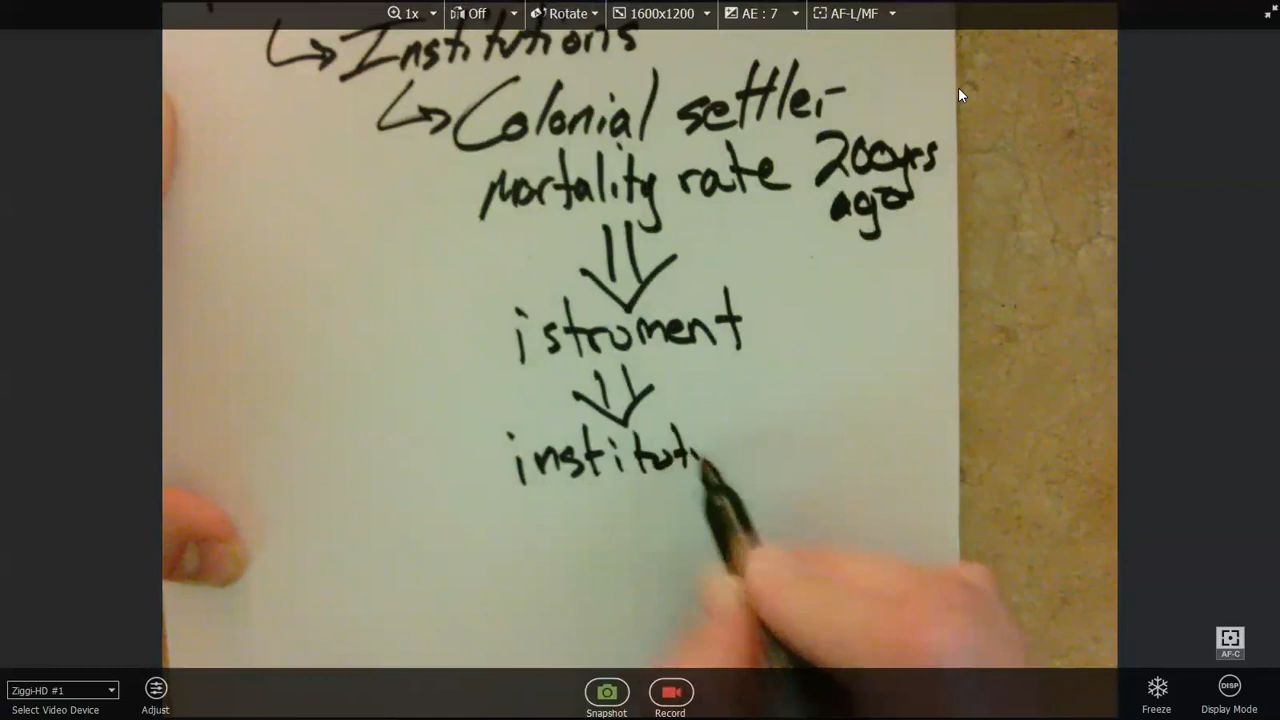 1x Off Rotate 1600x1200 AE : 7 AF-L/MF
Institutions
Colonial settler
mortality rate 200yrs
ago
istroment
institut
AF-C
Ziggi-HD #1
Select Video Device Adjust Snapshot Record Freeze DISP Display Mode